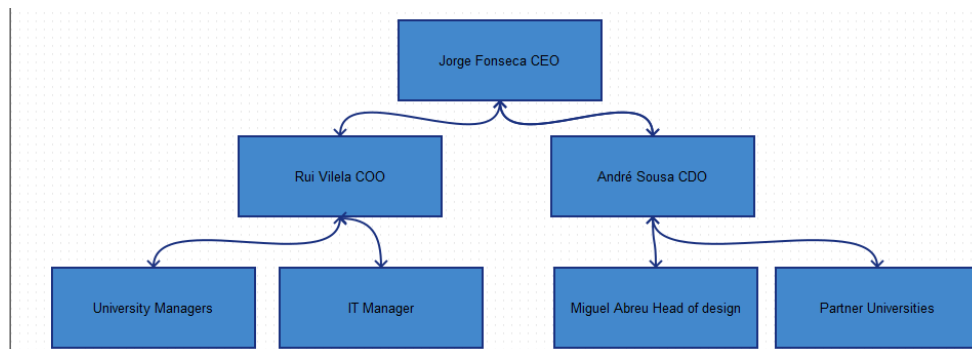 Jorge Fonseca CEO
Rui Vilela COO
André Sousa CDO
University Managers
IT Manager
Miguel Abreu Head of design
Partner Universities